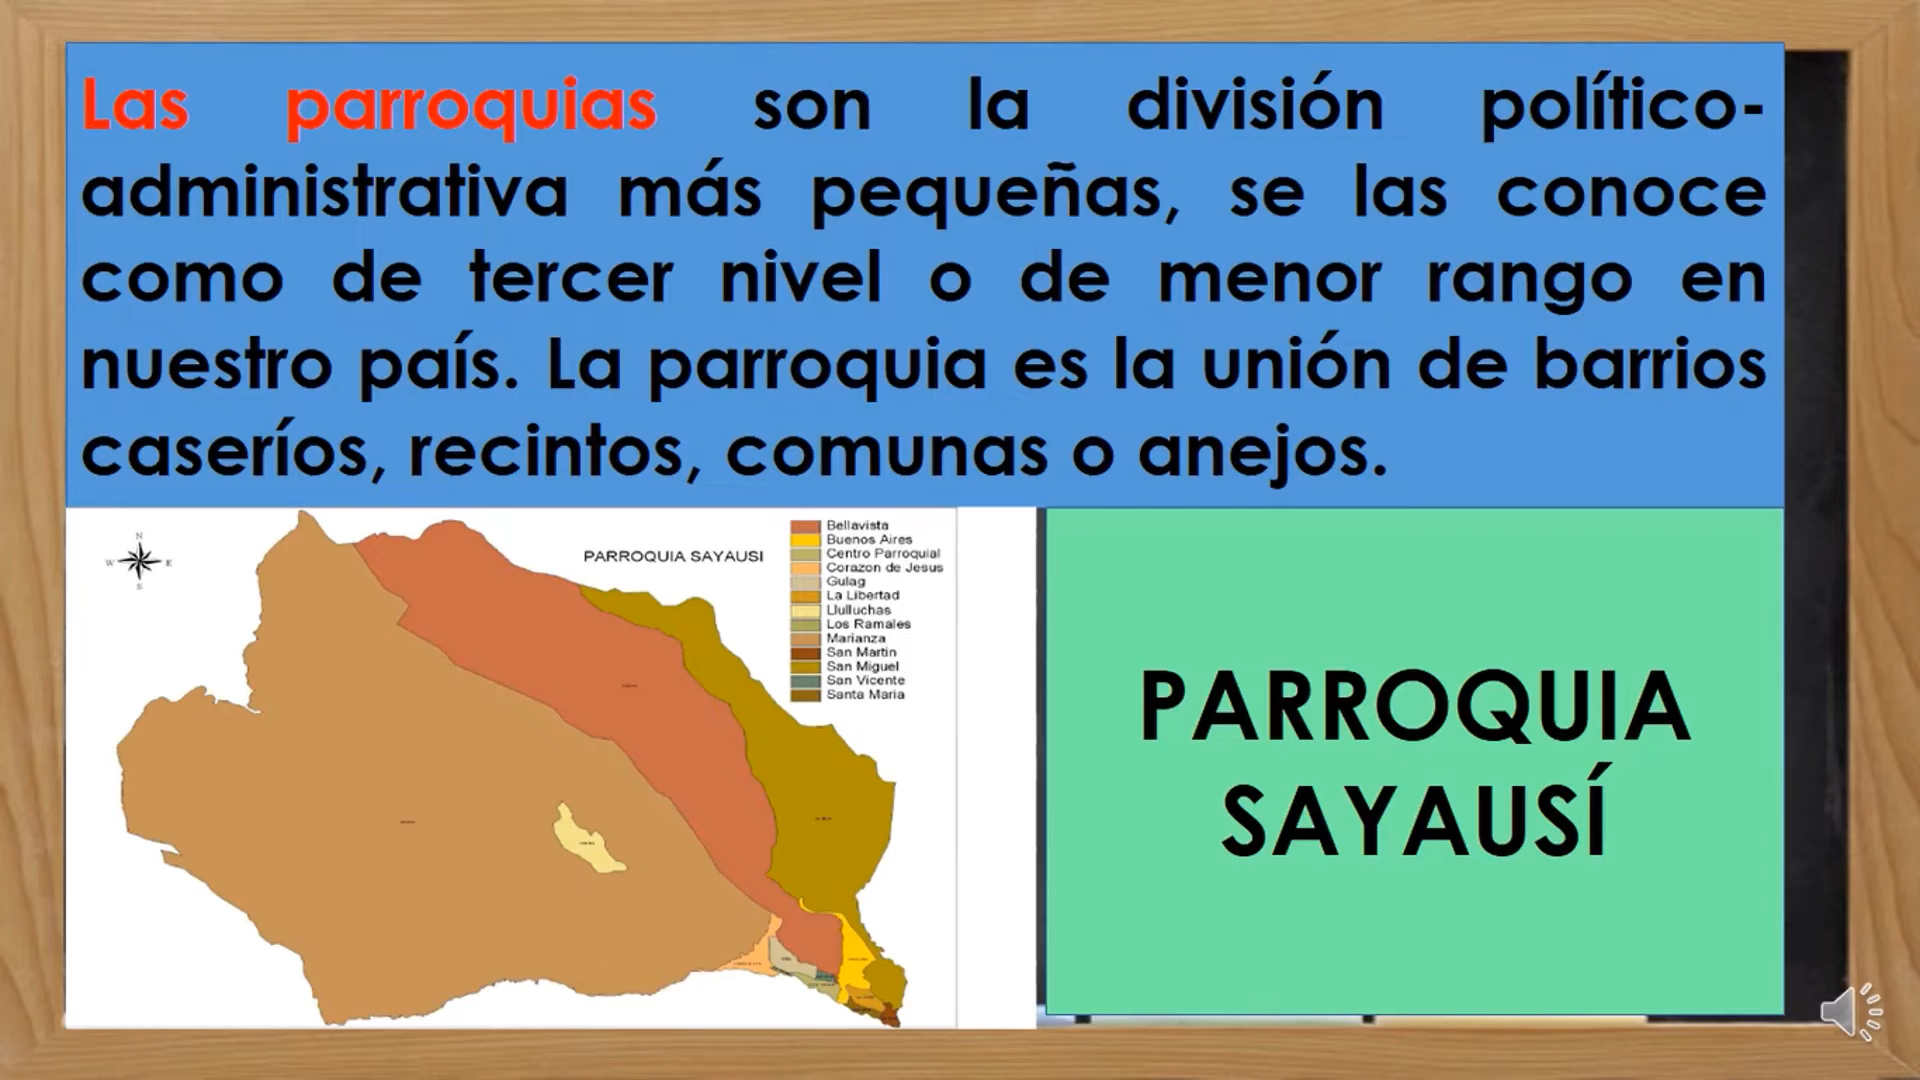 Las parroquias son la división político-
administrativa más pequeñas, se las conoce
como de tercer nivel o de menor rango en
nuestro país. La parroquia es la unión de barrios
caseríos, recintos, comunas o anejos.
N
W E
S
PARROQUIA SAYAUSI
Bellavista
Buenos Aires
Centro Parroquial
Corazon de Jesus
Gulag
La Libertad
Llulluchas
Los Ramales
Marianza
San Martin
San Miguel
San Vicente
Santa Maria
PARROQUIA
SAYAUSÍ